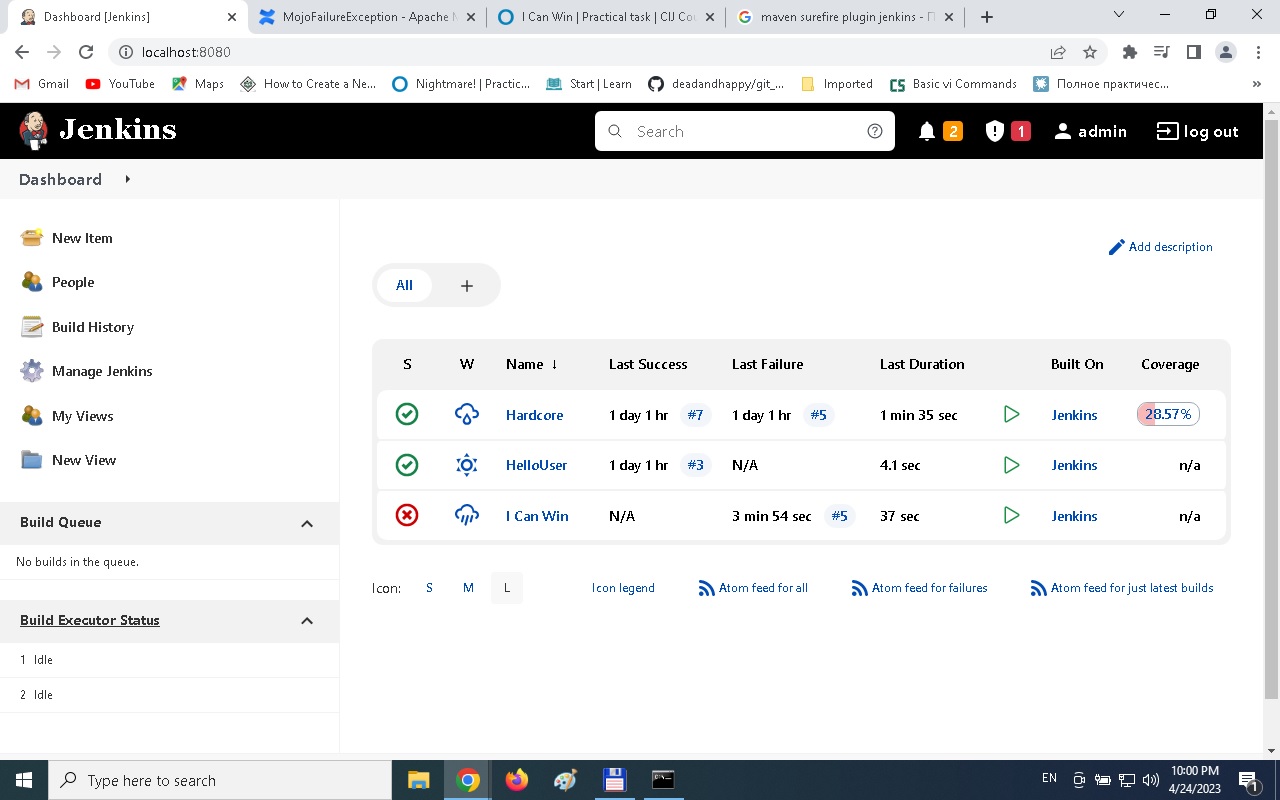 Dashboard [Jenkins]
MojoFailureException - Apache M
I Can Win | Practical task | CIJ Cou
maven surefire plugin jenkins - П
localhost:8080
Gmail
YouTube
Maps
How to Create a Ne...
Nightmare! | Practic...
Start | Learn
deadandhappy/git_...
Imported
Basic vi Commands
Полное практичес...
»
Jenkins
Search
2
1
admin
log out
Dashboard
New Item
People
Build History
Manage Jenkins
My Views
New View
Build Queue
No builds in the queue.
Build Executor Status
1 Idle
2 Idle
Add description
All +
S W Name ↓ Last Success Last Failure Last Duration Built On Coverage
Hardcore 1 day 1 hr #7 1 day 1 hr #5 1 min 35 sec Jenkins 28.57%
HelloUser 1 day 1 hr #3 N/A 4.1 sec Jenkins n/a
I Can Win N/A 3 min 54 sec #5 37 sec Jenkins n/a
Icon: S M L Icon legend Atom feed for all Atom feed for failures Atom feed for just latest builds
Type here to search
EN
10:00 PM
4/24/2023
1